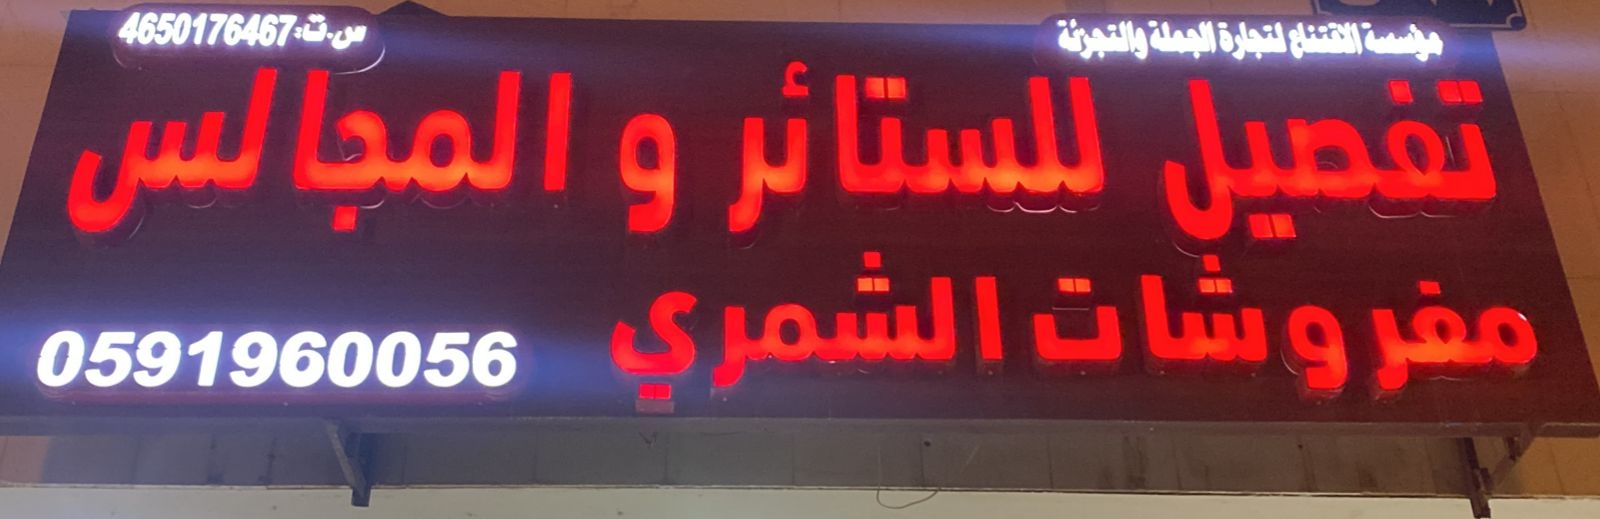 مؤسسة الاقتناع لتجارة الجملة والتجزئة
س.ت: 4650176467
تفصيل للستائر و المجالس
مفروشات الشمري
0591960056